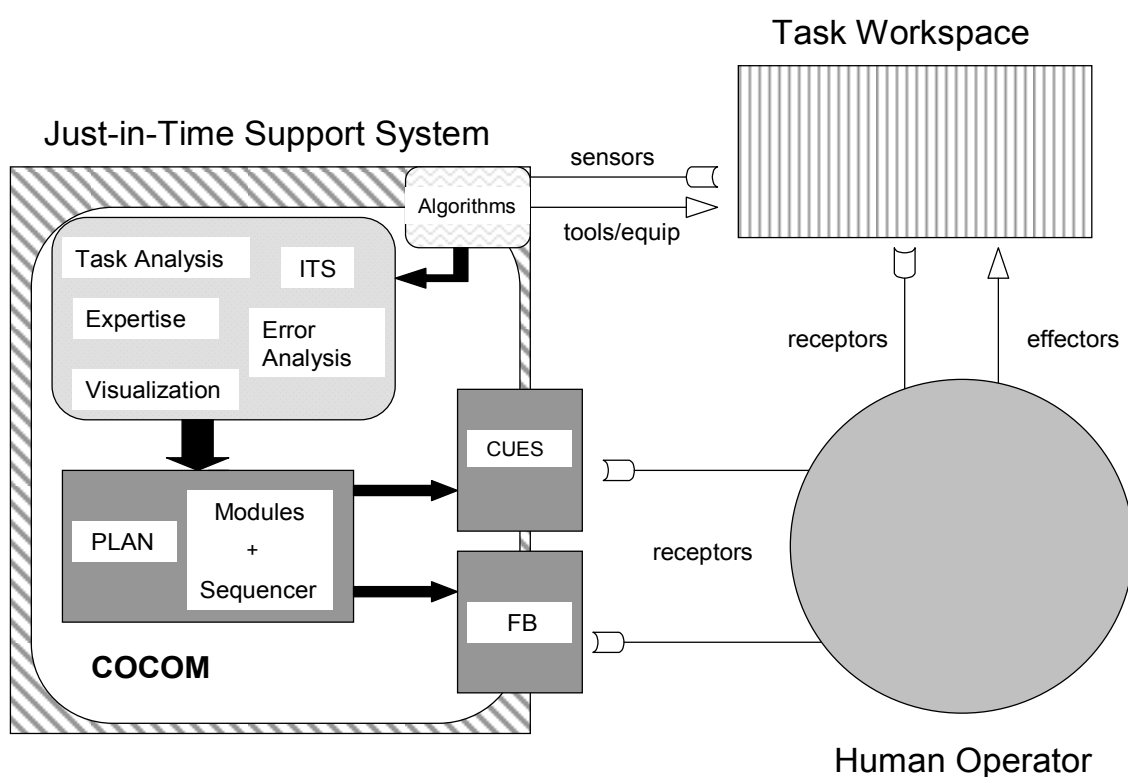 Task Workspace
Just-in-Time Support System
sensors
Algorithms
tools/equip
Task Analysis
ITS
Expertise
Error
Analysis
Visualization
receptors
effectors
CUES
PLAN
Modules
+
Sequencer
receptors
FB
COCOM
Human Operator